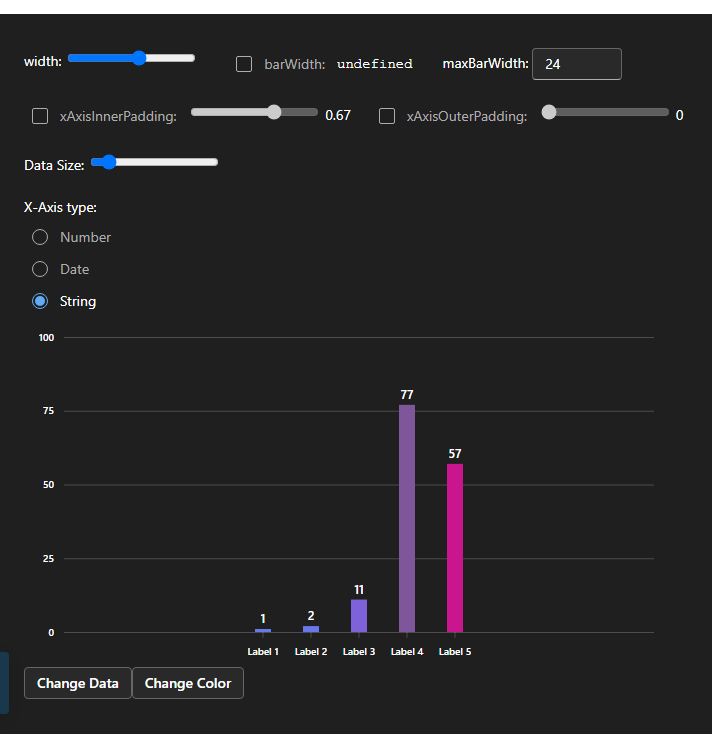 width: barWidth: undefined maxBarWidth: 24
xAxisInnerPadding: 0.67 xAxisOuterPadding: 0
Data Size:
X-Axis type:
Number
Date
String
100
77
75
57
50
25
11
2
1
0
Label 1 Label 2 Label 3 Label 4 Label 5
Change Data Change Color